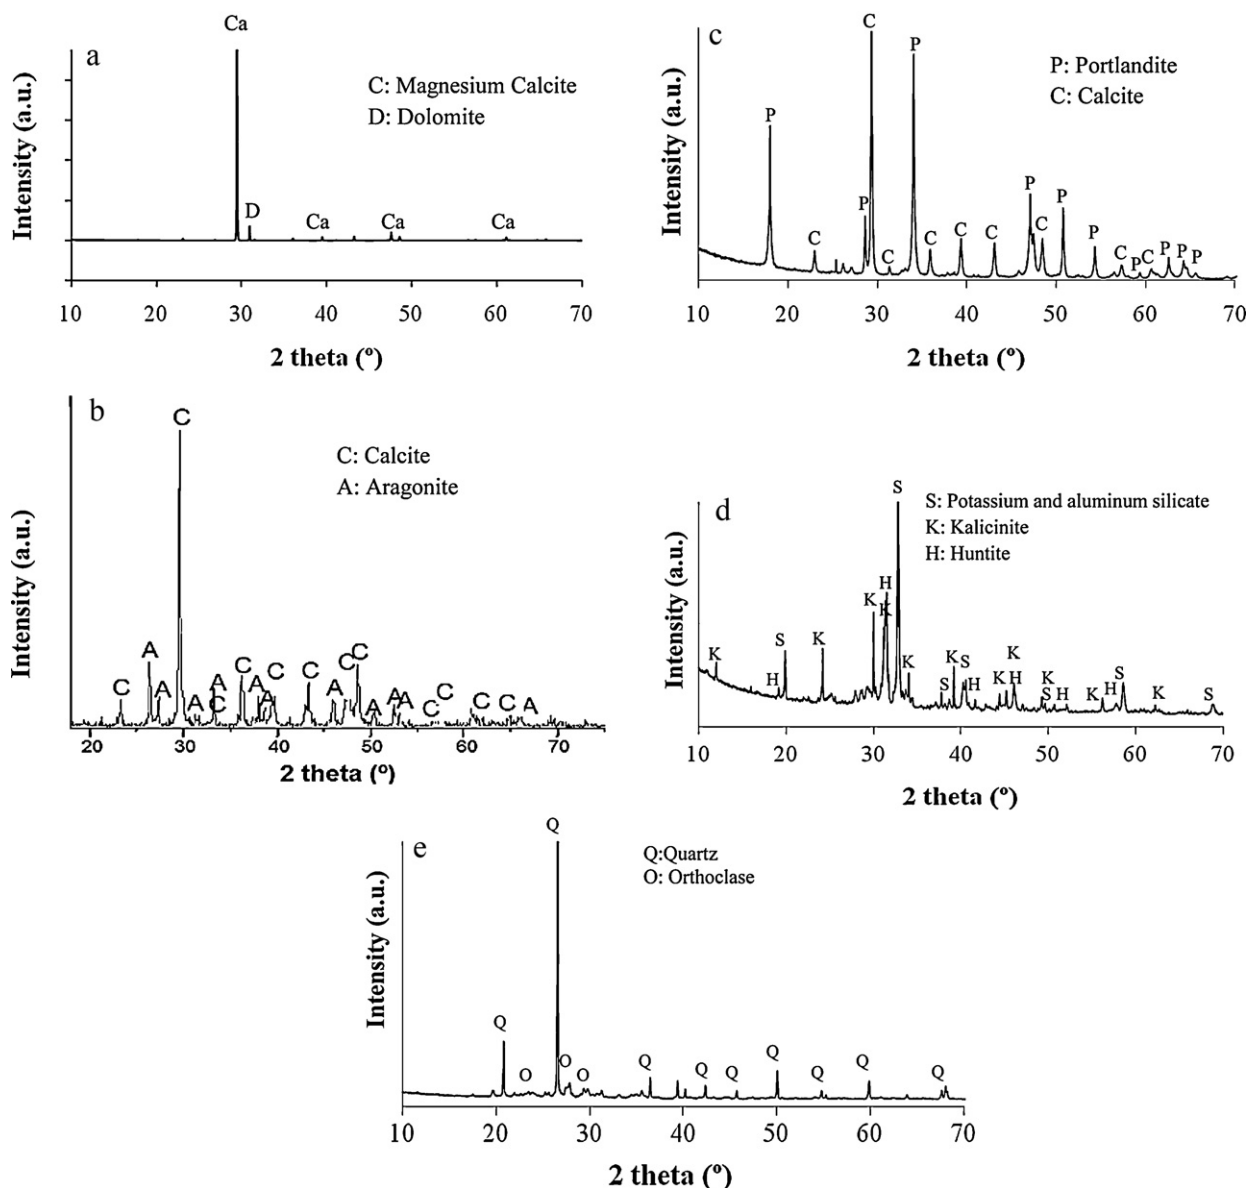 a
Ca
C: Magnesium Calcite
D: Dolomite
D
Ca
Ca
Ca
Intensity (a.u.)
10 20 30 40 50 60 70
2 theta (º)
c
C
P
P: Portlandite
C: Calcite
P
P
C
C
C
C
C
P
C
P
P
C
P
C
P
P
P
Intensity (a.u.)
10 20 30 40 50 60 70
2 theta (º)
b
C
C: Calcite
A: Aragonite
C
A
A
A
A
C
C
A
A
C
C
A
C
C
A
A
A
C
C
C
C
A
Intensity (a.u.)
20 30 40 50 60 70
2 theta (º)
d
S
S: Potassium and aluminum silicate
K: Kalicinite
H: Huntite
K
H
S
K
K
H
K
K
S
K
S
H
K
K
H
K
S
H
K
H
S
K
S
Intensity (a.u.)
10 20 30 40 50 60 70
2 theta (º)
e
Q
Q:Quartz
O: Orthoclase
Q
O
O
O
Q
Q
Q
Q
Q
Q
Q
Intensity (a.u.)
10 20 30 40 50 60 70
2 theta (º)